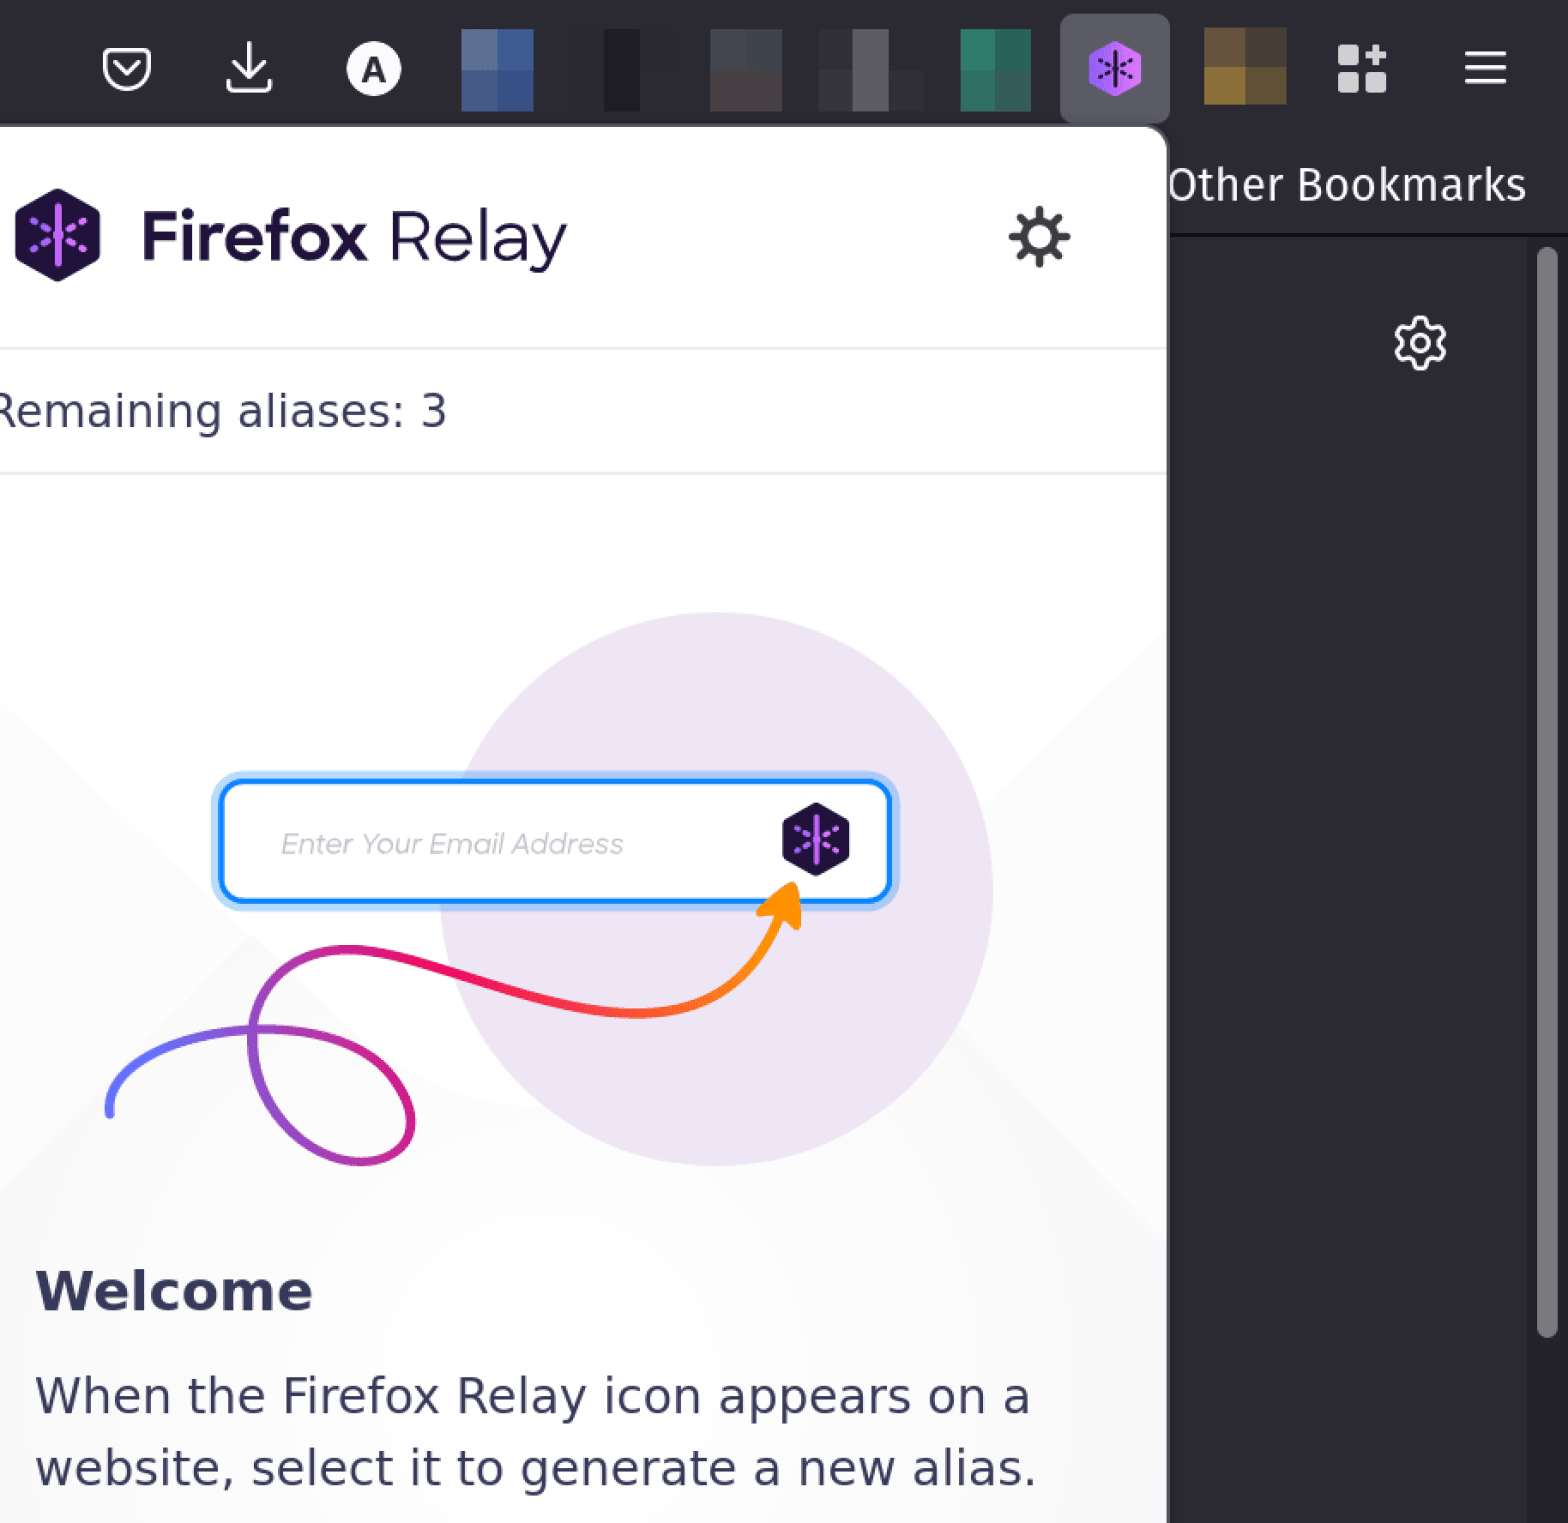 A
Other Bookmarks
Firefox Relay
Remaining aliases: 3
Enter Your Email Address
Welcome
When the Firefox Relay icon appears on a
website, select it to generate a new alias.